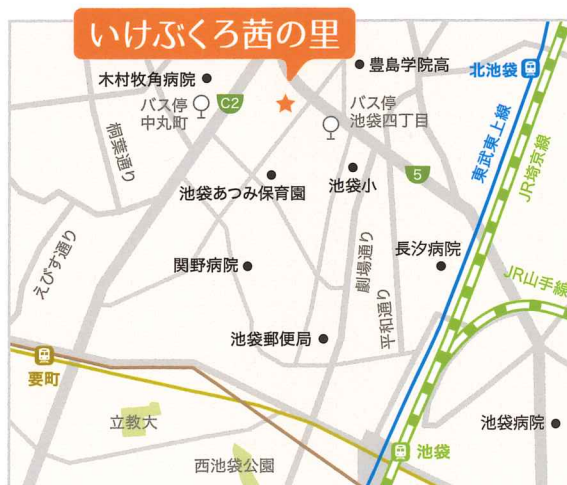 いけぶくろ茜の里
豊島学院高
北池袋
木村牧角病院
バス停
中丸町
C2
バス停
池袋四丁目
桐葉通り
東武東上線
JR埼京線
5
池袋あつみ保育園
池袋小
えびす通り
関野病院
劇場通り
平和通り
長汐病院
JR山手線
池袋郵便局
要町
立教大
池袋病院
池袋
西池袋公園